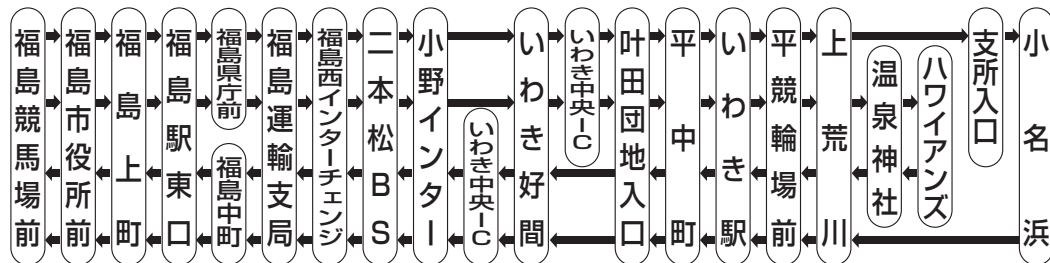 福島競馬場前
福島市役所前
福島上町
福島駅東口
福島県庁前
福島中町
福島運輸支局
福島西インターチェンジ
二本松BS
小野インター
いわき中央IC
いわき好間
いわき中央IC
叶田団地入口
平中町
いわき駅
平競輪場前
上荒川
温泉神社
ハワイアンズ
支所入口
小名浜